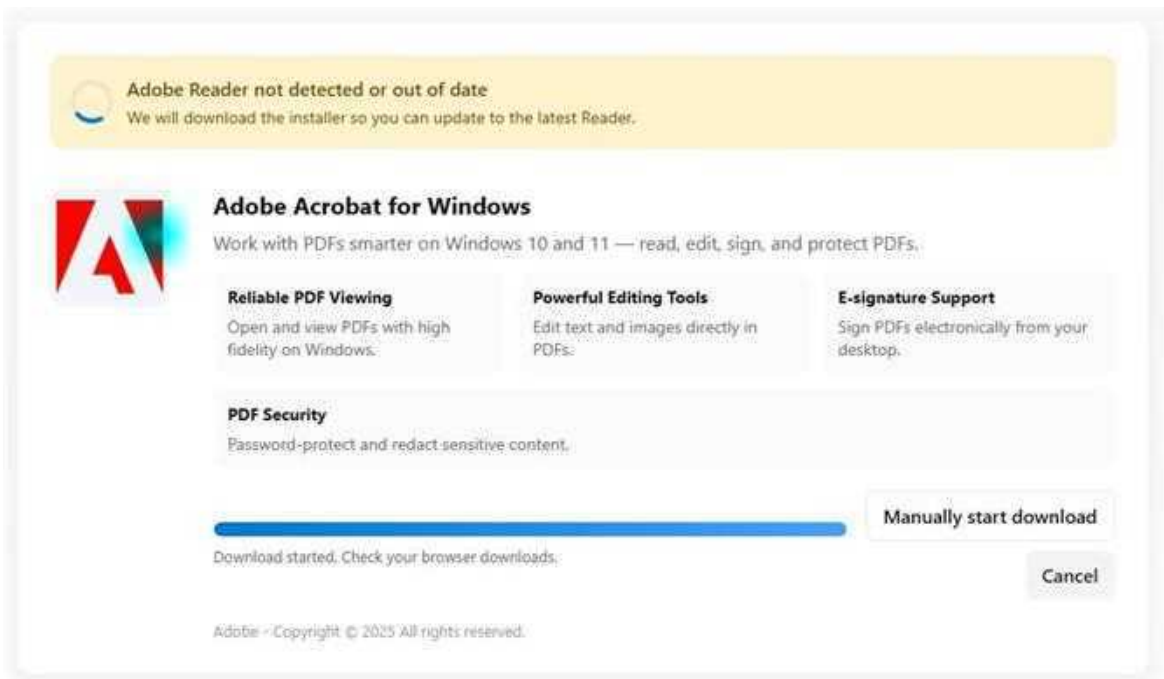 Adobe Reader not detected or out of date
We will download the installer so you can update to the latest Reader.
Adobe Acrobat for Windows
Work with PDFs smarter on Windows 10 and 11 — read, edit, sign, and protect PDFs.
Reliable PDF Viewing
Open and view PDFs with high
fidelity on Windows.
Powerful Editing Tools
Edit text and images directly in
PDFs.
E-signature Support
Sign PDFs electronically from your
desktop.
PDF Security
Password-protect and redact sensitive content.
Manually start download
Download started. Check your browser downloads.
Cancel
Adobe - Copyright © 2025 All rights reserved.